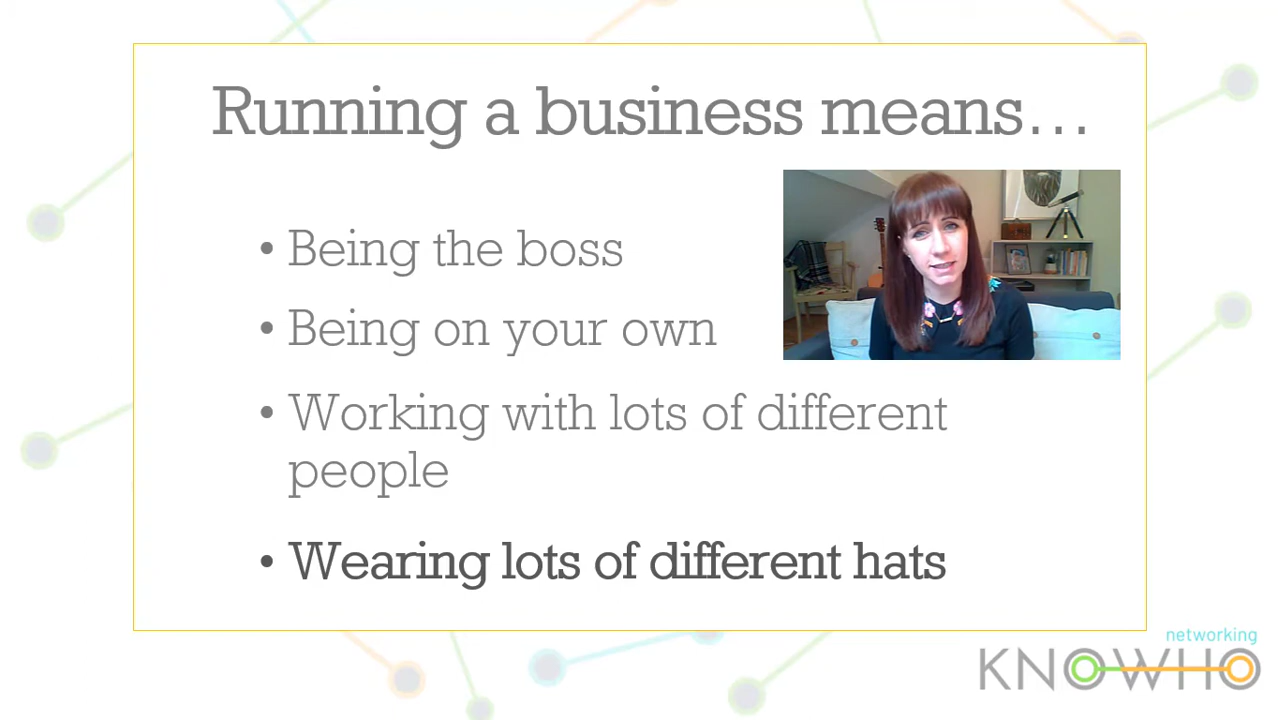 Running a business means...
• Being the boss
• Being on your own
• Working with lots of different
people
• Wearing lots of different hats
networking
KNOWHO